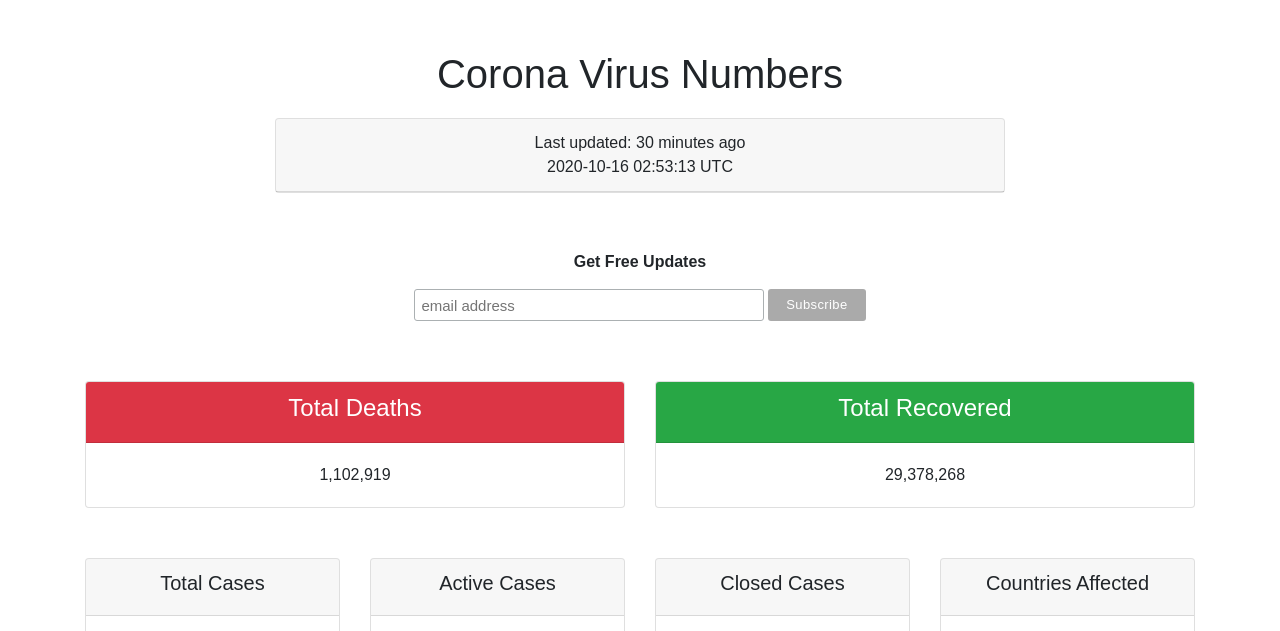 Corona Virus Numbers
Last updated: 30 minutes ago
2020-10-16 02:53:13 UTC
Get Free Updates
email address
Subscribe
Total Deaths
Total Recovered
1,102,919
29,378,268
Total Cases
Active Cases
Closed Cases
Countries Affected